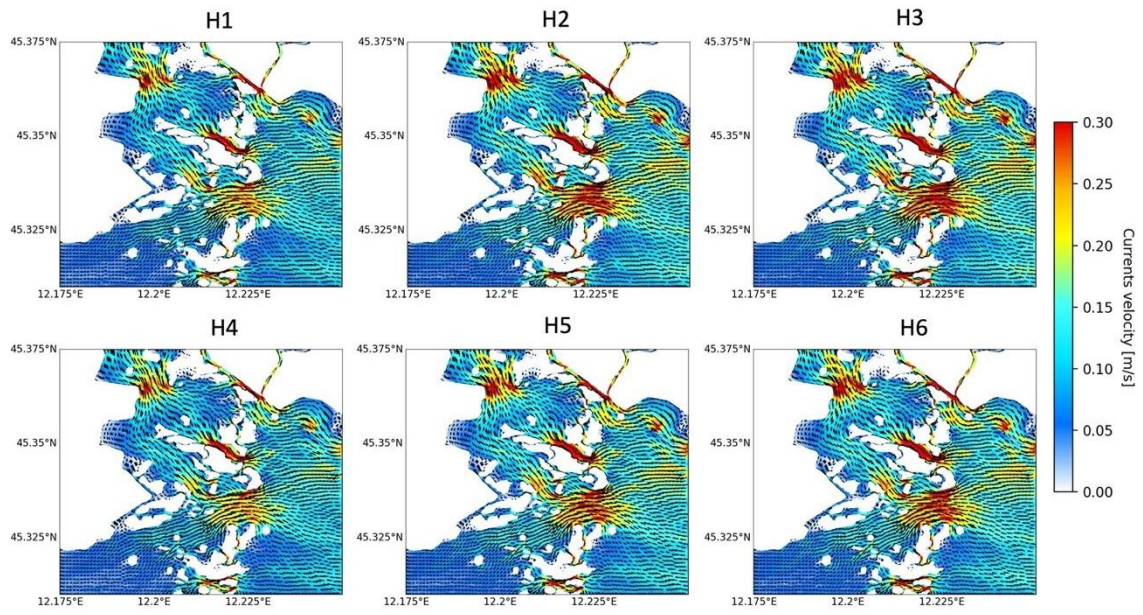 H1 H2 H3
45.375°N 45.375°N 45.375°N
0.30
45.35°N 45.35°N 45.35°N
0.25
45.325°N 45.325°N 45.325°N
0.20
12.175°E 12.2°E 12.225°E 12.175°E 12.2°E 12.225°E 12.175°E 12.2°E 12.225°E
Currents velocity [m/s]
0.15
H4 H5 H6
45.375°N 45.375°N 45.375°N
0.10
45.35°N 45.35°N 45.35°N
0.05
0.00
45.325°N 45.325°N 45.325°N
12.175°E 12.2°E 12.225°E 12.175°E 12.2°E 12.225°E 12.175°E 12.2°E 12.225°E